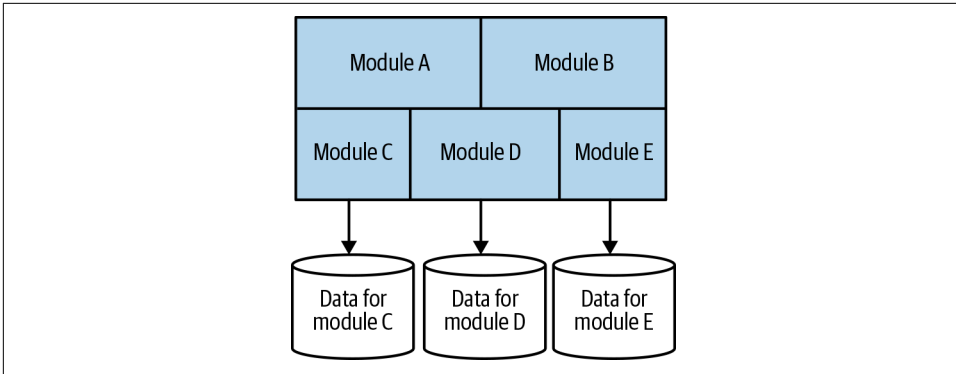 Module A
Module B
Module C
Module D
Module E
Data for
module C
Data for
module D
Data for
module E